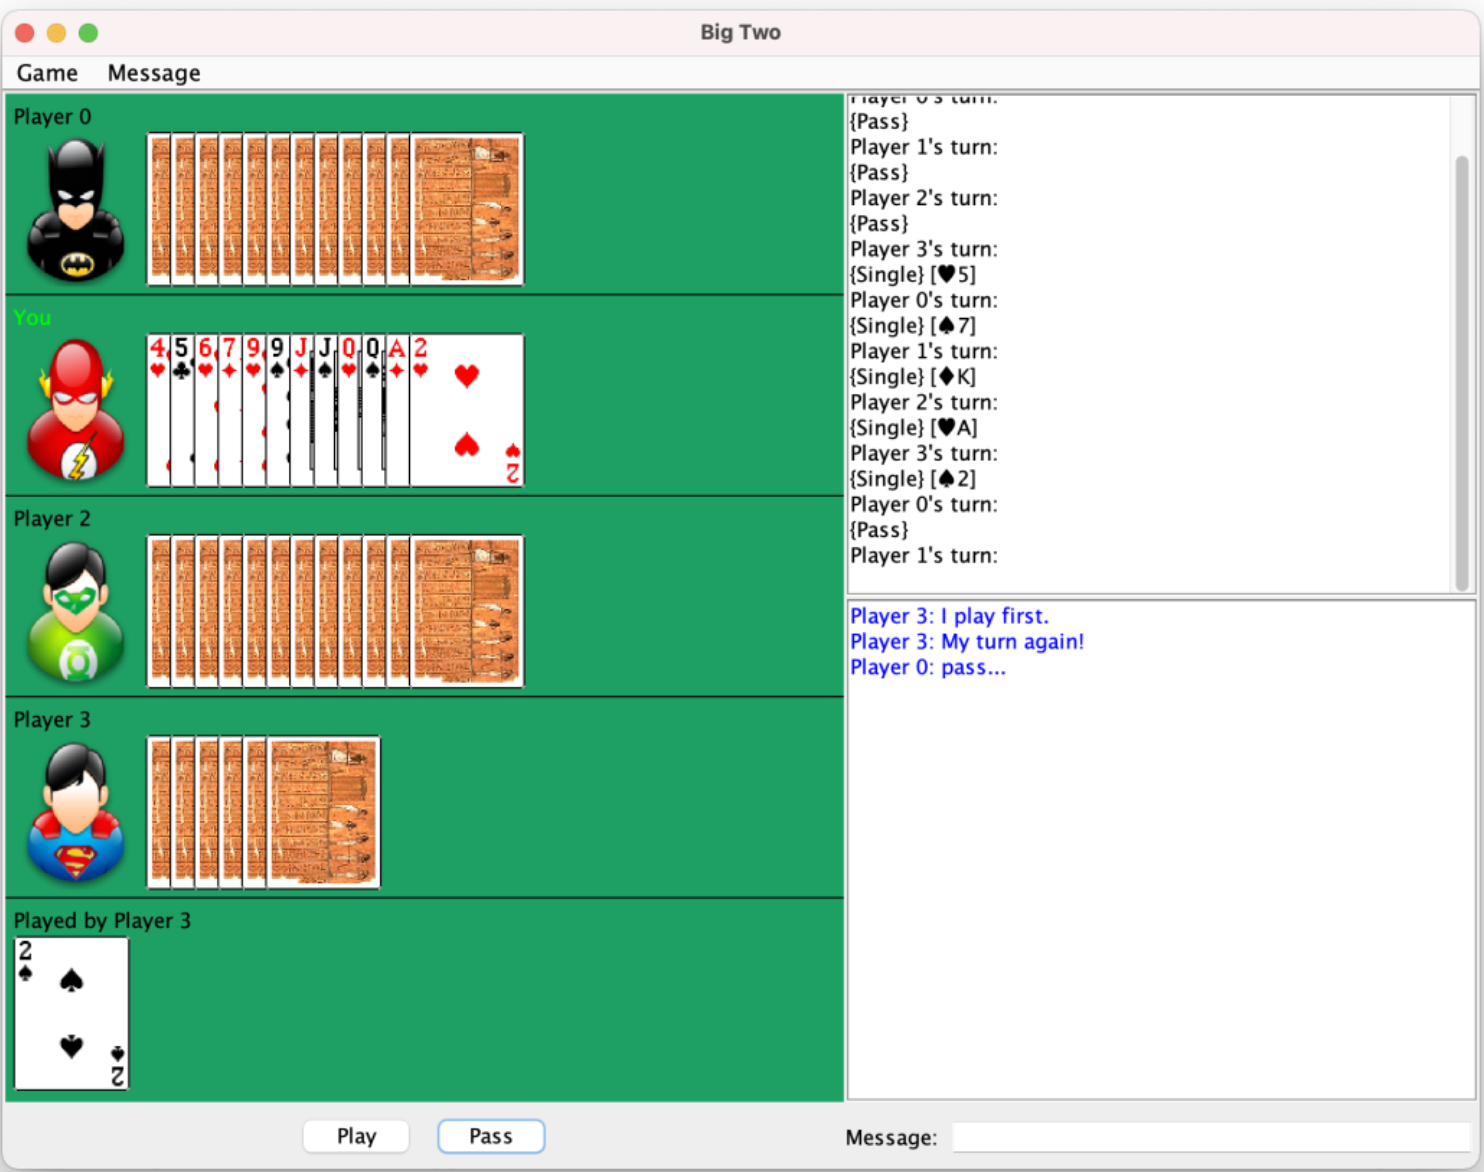 Big Two
Game Message
Player 0
You
4 5 6 7 9 9 J J Q Q A 2
2
Player 2
Player 3
Played by Player 3
2
2
Player 0's turn:
{Pass}
Player 1's turn:
{Pass}
Player 2's turn:
{Pass}
Player 3's turn:
{Single} [♥5]
Player 0's turn:
{Single} [♠7]
Player 1's turn:
{Single} [♦K]
Player 2's turn:
{Single} [♥A]
Player 3's turn:
{Single} [♠2]
Player 0's turn:
{Pass}
Player 1's turn:
Player 3: I play first.
Player 3: My turn again!
Player 0: pass...
Play Pass
Message: